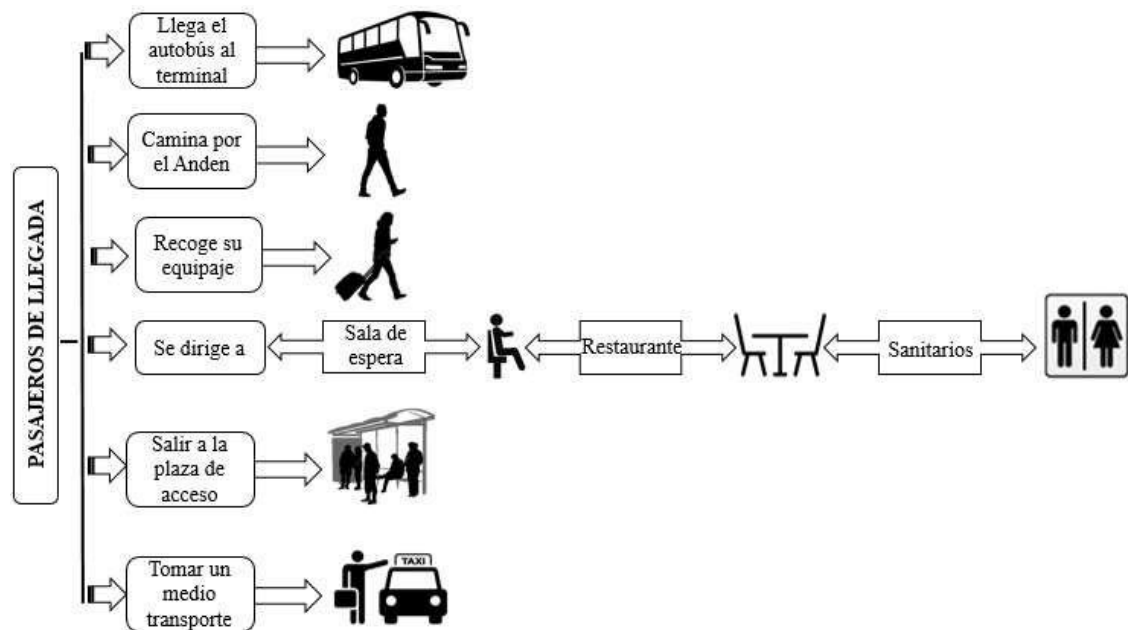 PASAJEROS DE LLEGADA
Llega el
autobús al
terminal
Camina por
el Anden
Recoge su
equipaje
Se dirige a
Sala de
espera
Restaurante
Sanitarios
Salir a la
plaza de
acceso
Tomar un
medio
transporte
TAXI